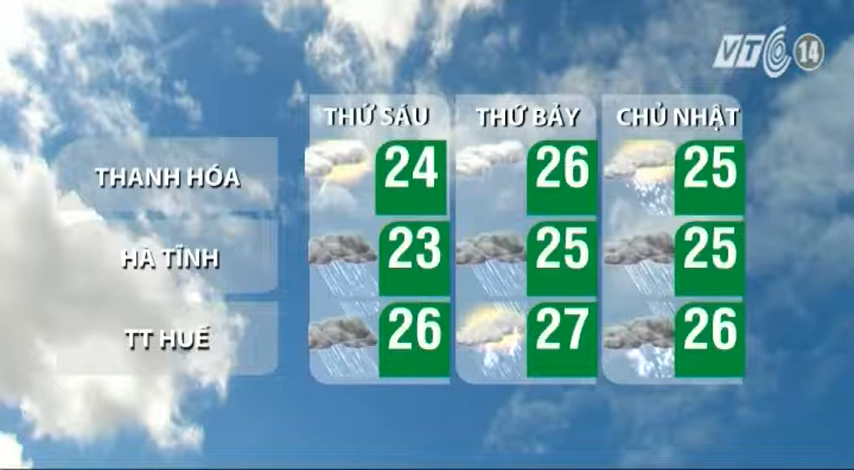 VTC 14
THỨ SÁU THỨ BẢY CHỦ NHẬT
THANH HÓA 24 26 25
HÀ TĨNH 23 25 25
TT HUẾ 26 27 26